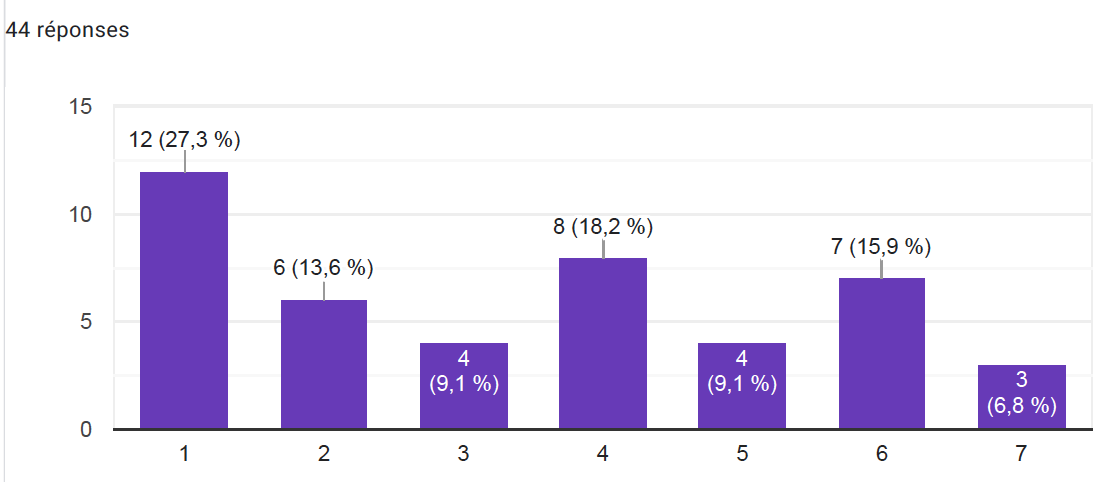 44 réponses
15
12 (27,3 %)
10
8 (18,2 %)
7 (15,9 %)
6 (13,6 %)
5
4
(9,1 %)
4
(9,1 %)
3
(6,8 %)
0
1 2 3 4 5 6 7